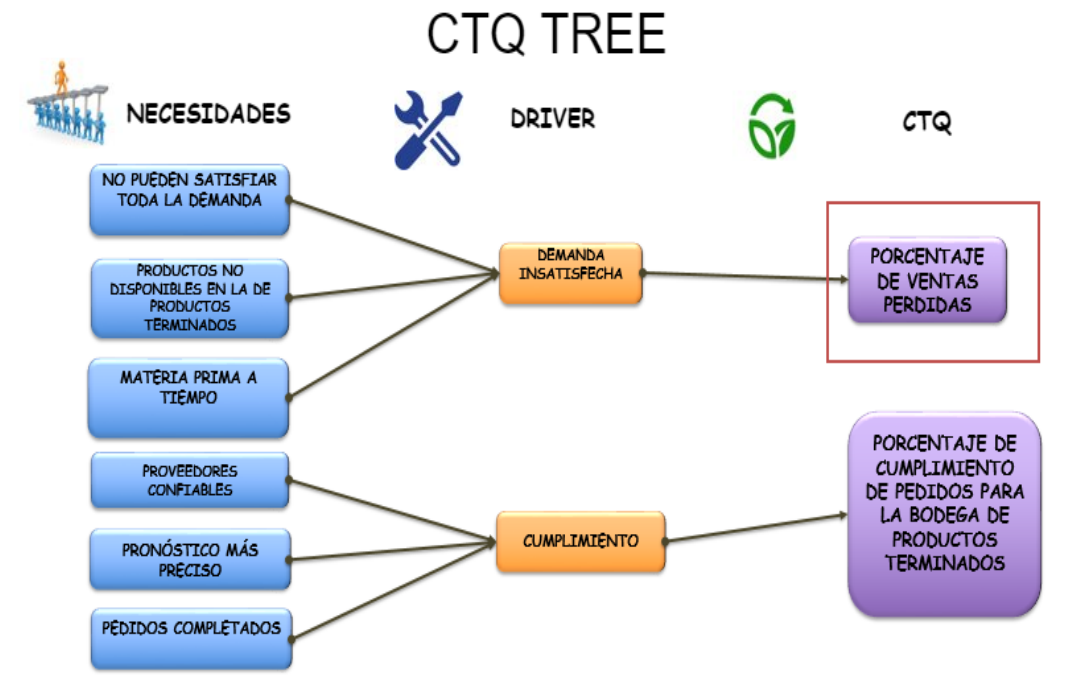 CTQ TREE
NECESIDADES
DRIVER
CTQ
NO PUEDEN SATISFIAR
TODA LA DEMANDA
PRODUCTOS NO
DISPONIBLES EN LA DE
PRODUCTOS
TERMINADOS
MATERIA PRIMA A
TIEMPO
PROVEEDORES
CONFIABLES
PRONÓSTICO MÁS
PRECISO
PEDIDOS COMPLETADOS
DEMANDA
INSATISFECHA
CUMPLIMIENTO
PORCENTAJE
DE VENTAS
PERDIDAS
PORCENTAJE DE
CUMPLIMIENTO
DE PEDIDOS PARA
LA BODEGA DE
PRODUCTOS
TERMINADOS